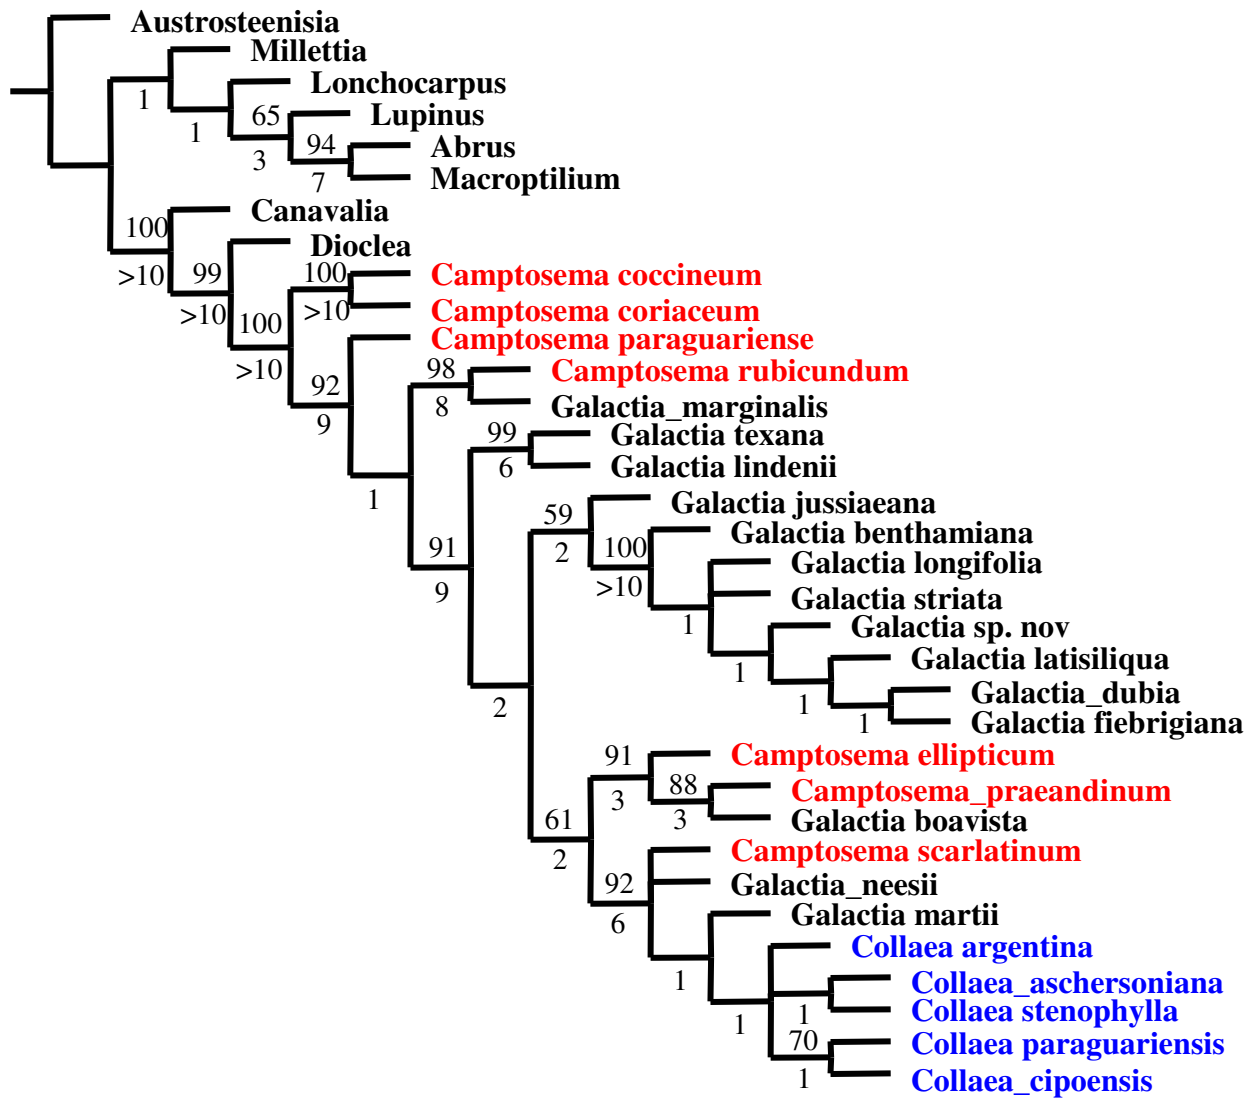 Austrosteenisia
Millettia
1
Lonchocarpus
1
65
Lupinus
3
94
Abrus
7
Macroptilium
Canavalia
100
Dioclea
>10
99
100
Camptosema coccineum
>10
>10
Camptosema coriaceum
100
Camptosema paraguariense
>10
98
Camptosema rubicundum
92
8
Galactia_marginalis
9
99
Galactia texana
6
Galactia lindenii
1
Galactia jussiaeana
59
Galactia benthamiana
91
2
100
Galactia longifolia
9
>10
Galactia striata
1
Galactia sp. nov
1
Galactia latisiliqua
2
1
Galactia_dubia
1
Galactia fiebrigiana
91
Camptosema ellipticum
3
88
Camptosema_praeandinum
61
3
Galactia boavista
2
Camptosema scarlatinum
92
Galactia_neesii
6
Galactia martii
Collaea argentina
1
Collaea_aschersoniana
1
1
Collaea stenophylla
70
Collaea paraguariensis
1
Collaea_cipoensis